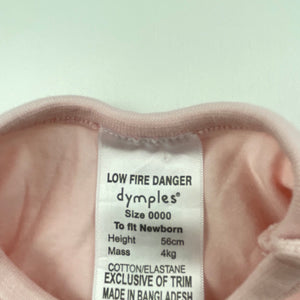 LOW FIRE DANGER
dymples®
Size 0000
To fit Newborn
Height 56cm
Mass 4kg
COTTON/ELASTANE
EXCLUSIVE OF TRIM
MADE IN BANGLADESH